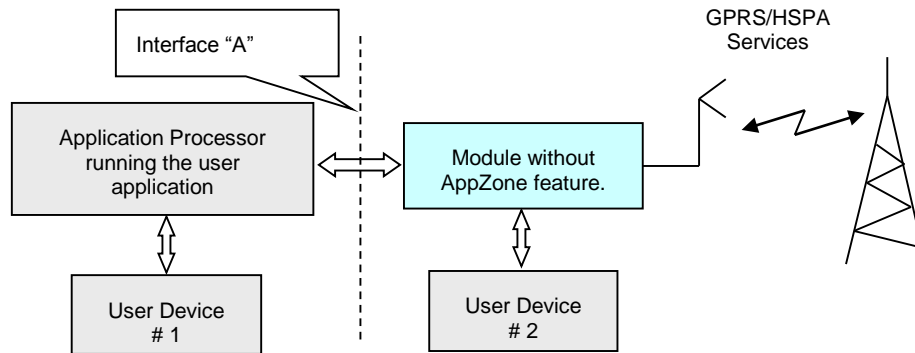 GPRS/HSPA
Services
Interface “A”
Application Processor
running the user
application
Module without
AppZone feature.
User Device
# 1
User Device
# 2